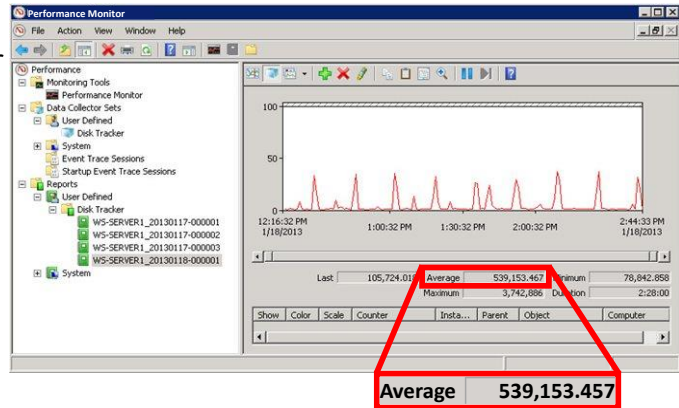 Performance Monitor
File Action View Window Help
Performance
Monitoring Tools
Performance Monitor
Data Collector Sets
User Defined
Disk Tracker
System
Event Trace Sessions
Startup Event Trace Sessions
Reports
User Defined
Disk Tracker
WS-SERVER1_20130117-000001
WS-SERVER1_20130117-000002
WS-SERVER1_20130117-000003
WS-SERVER1_20130118-000001
System
100
50
0
12:16:32 PM 1:00:32 PM 1:30:32 PM 2:00:32 PM 2:44:33 PM
1/18/2013 1/18/2013
Last 105,724.018 Average 539,153.467 Minimum 78,842.858
Maximum 3,742,886 Duration 2:28:00
Show Color Scale Counter Insta... Parent Object Computer
Average 539,153.457